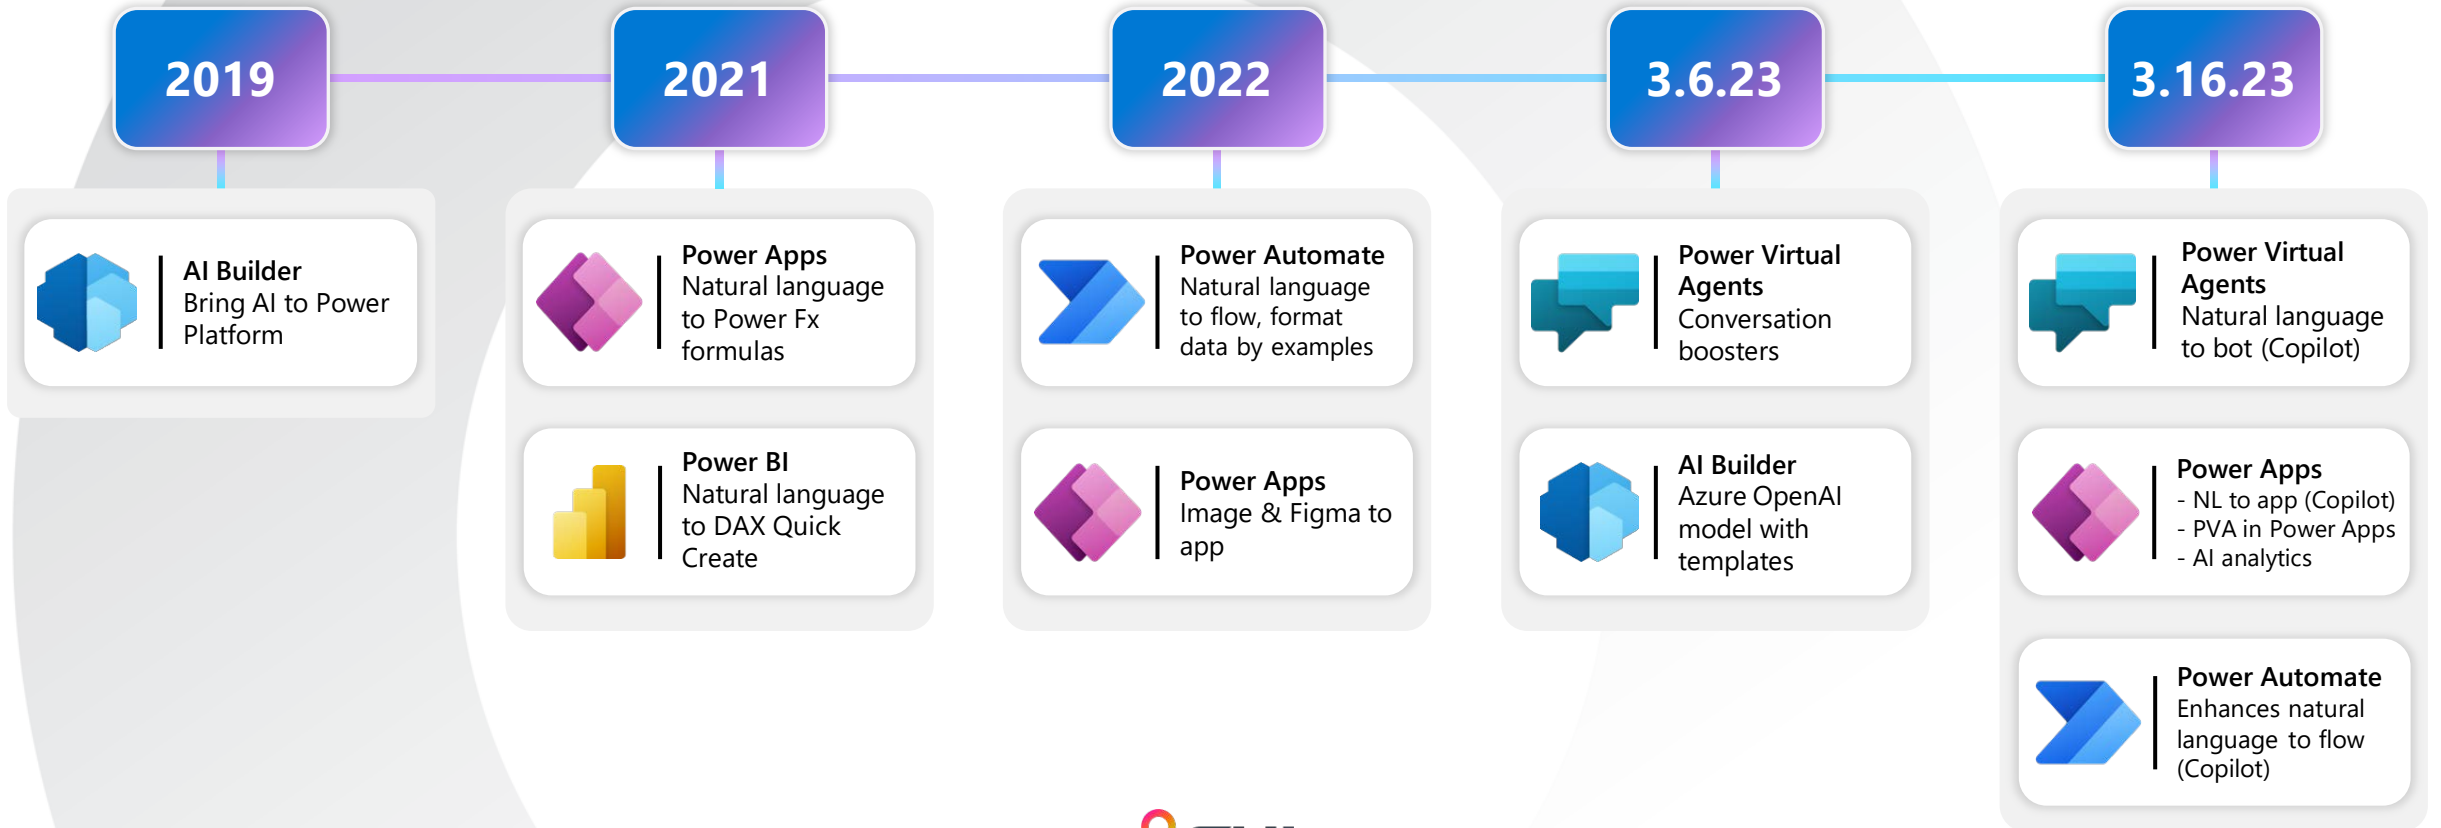 2019
2021
2022
3.6.23
3.16.23
AI Builder
Bring AI to Power
Platform
Power Apps
Natural language
to Power Fx
formulas
Power BI
Natural language
to DAX Quick
Create
Power Automate
Natural language
to flow, format
data by examples
Power Apps
Image & Figma to
app
Power Virtual
Agents
Conversation
boosters
AI Builder
Azure OpenAI
model with
templates
Power Virtual
Agents
Natural language
to bot (Copilot)
Power Apps
- NL to app (Copilot)
- PVA in Power Apps
- AI analytics
Power Automate
Enhances natural
language to flow
(Copilot)